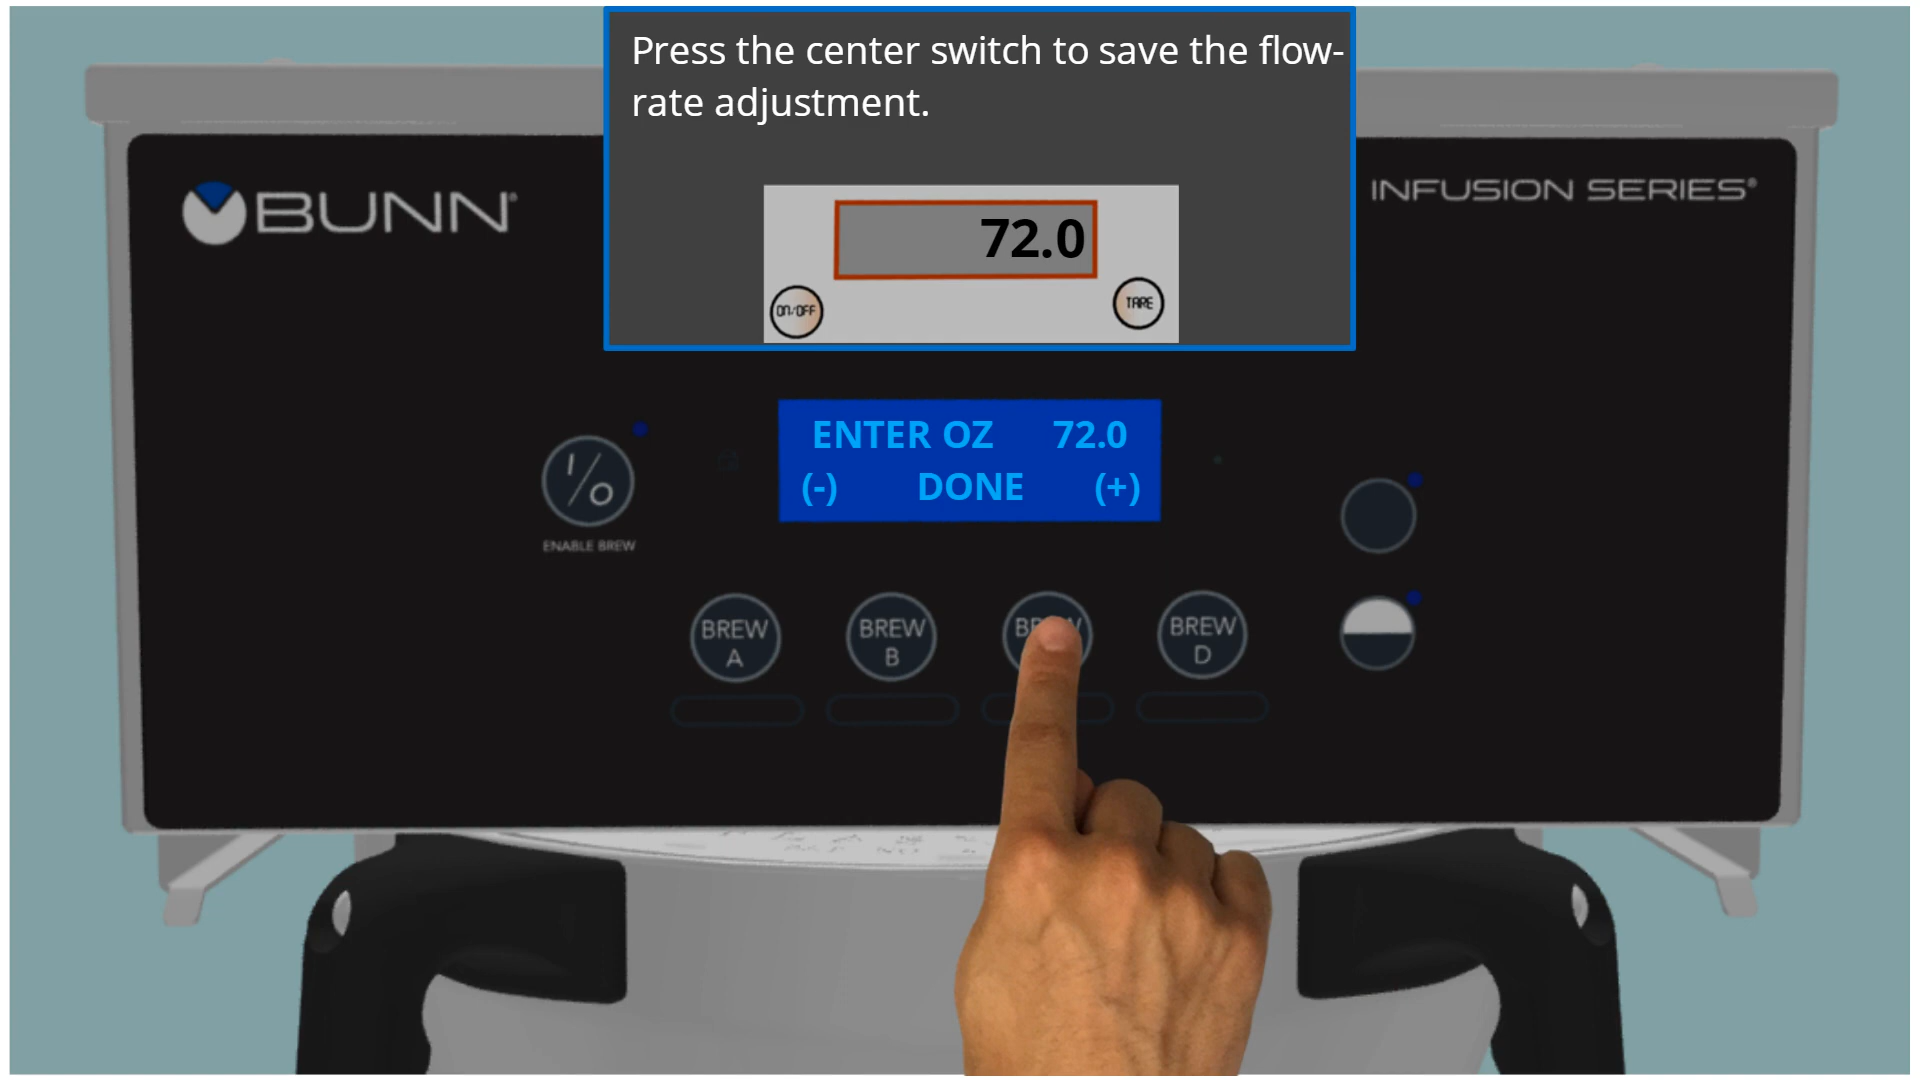 Press the center switch to save the flow-
rate adjustment.
72.0
ON/OFF
TARE
BUNN®
INFUSION SERIES®
ENTER OZ 72.0
(-) DONE (+)
I/O
ENABLE BREW
BREW A
BREW B
BREW D